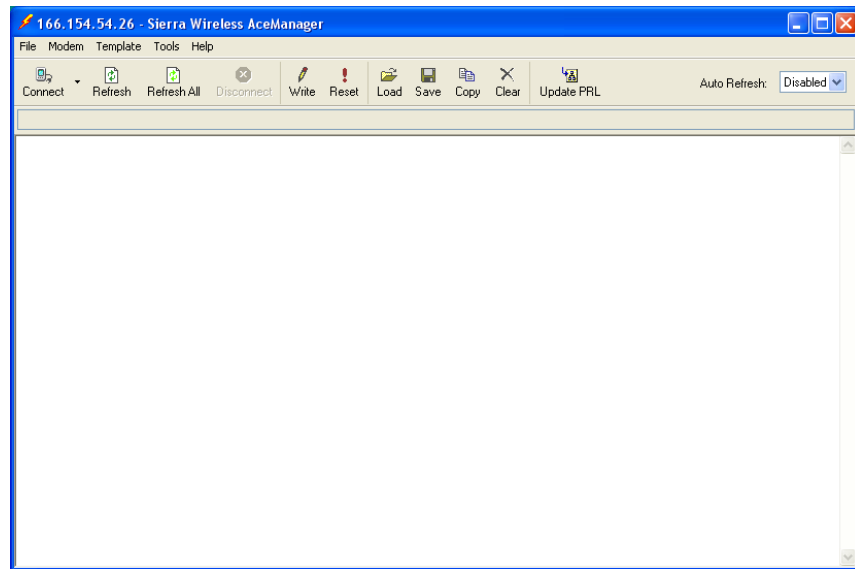 166.154.54.26 - Sierra Wireless AceManager
File Modem Template Tools Help
Connect Refresh Refresh All Disconnect Write Reset Load Save Copy Clear Update PRL Auto Refresh: Disabled